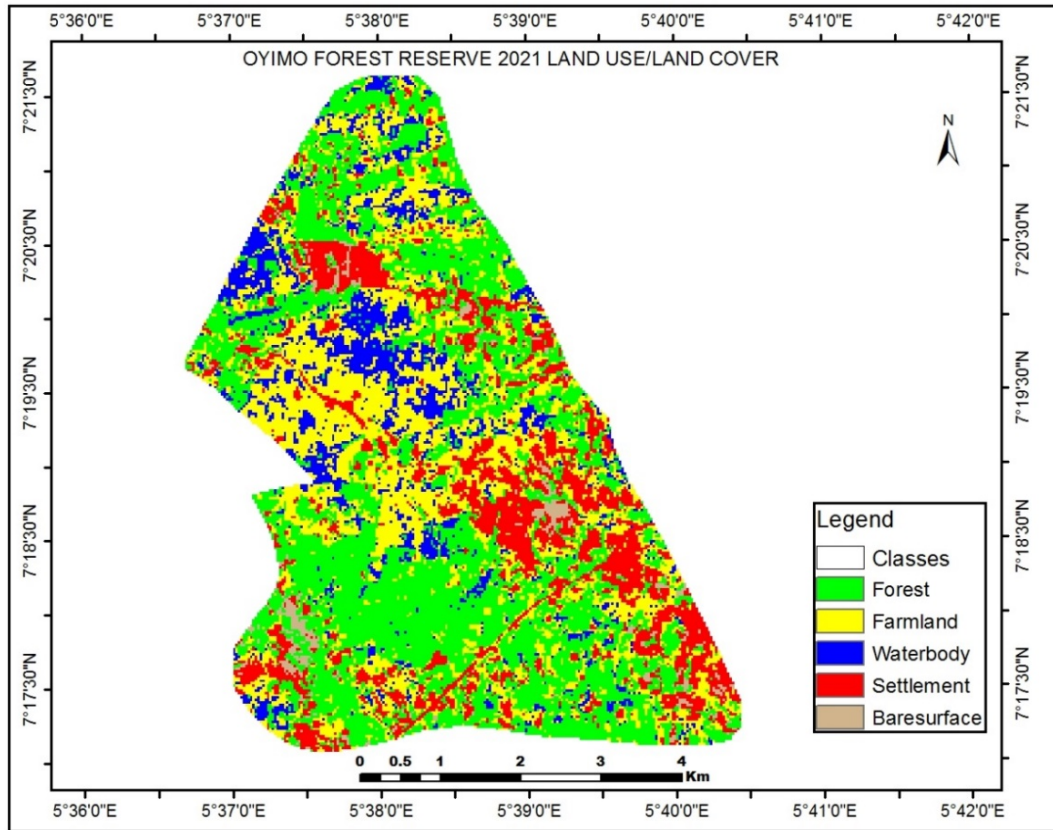 5°36'0"E 5°37'0"E 5°38'0"E 5°39'0"E 5°40'0"E 5°41'0"E 5°42'0"E
OYIMO FOREST RESERVE 2021 LAND USE/LAND COVER
7°21'30"N 7°21'30"N
N
7°20'30"N 7°20'30"N
7°19'30"N 7°19'30"N
7°18'30"N 7°18'30"N
Legend
Classes
Forest
Farmland
Waterbody
Settlement
Baresurface
7°17'30"N 7°17'30"N
0 0.5 1 2 3 4
Km
5°36'0"E 5°37'0"E 5°38'0"E 5°39'0"E 5°40'0"E 5°41'0"E 5°42'0"E